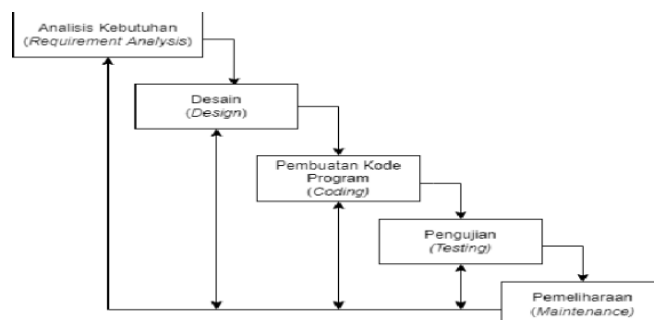 Analisis Kebutuhan
(Requirement Analysis)
Desain
(Design)
Pembuatan Kode
Program
(Coding)
Pengujian
(Testing)
Pemeliharaan
(Maintenance)